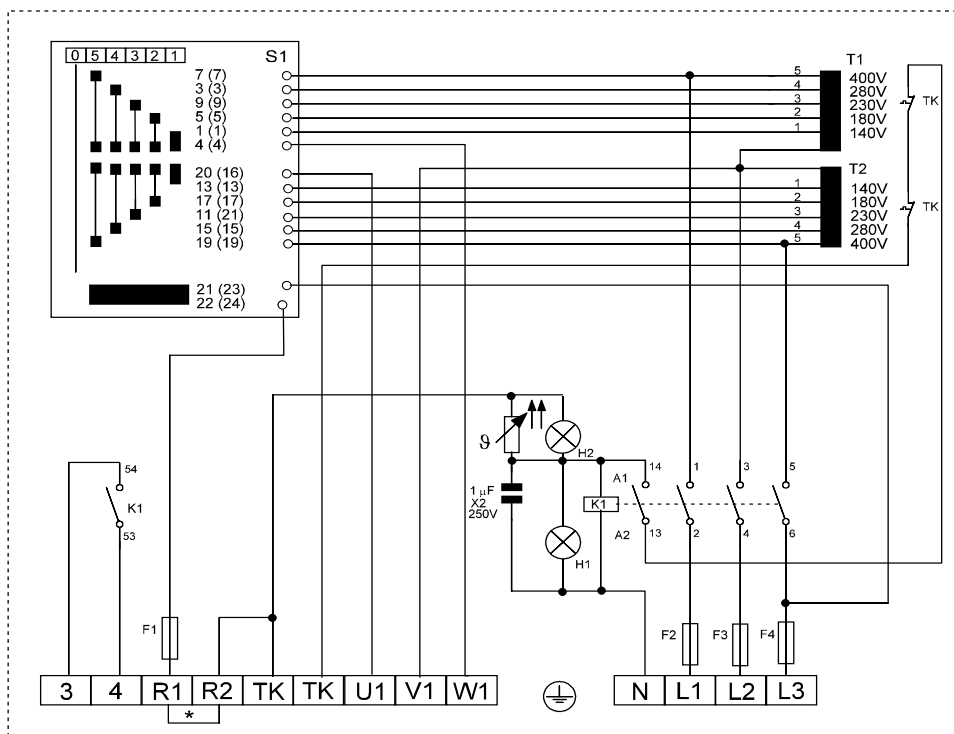 0 5 4 3 2 1
S1
7 (7)
3 (3)
9 (9)
5 (5)
1 (1)
4 (4)
20 (16)
13 (13)
17 (17)
11 (21)
15 (15)
19 (19)
21 (23)
22 (24)
T1
5 400V
4 280V
3 230V
2 180V
1 140V
TK
T2
1 140V
2 180V
3 230V
4 280V
5 400V
TK
54
K1
53
ϑ
H2
1 µF
X2
250V
H1
K1
A1
A2
14
13
1
2
3
4
5
6
F1
F2
F3
F4
3 4 R1 R2 TK TK U1 V1 W1
*
N L1 L2 L3